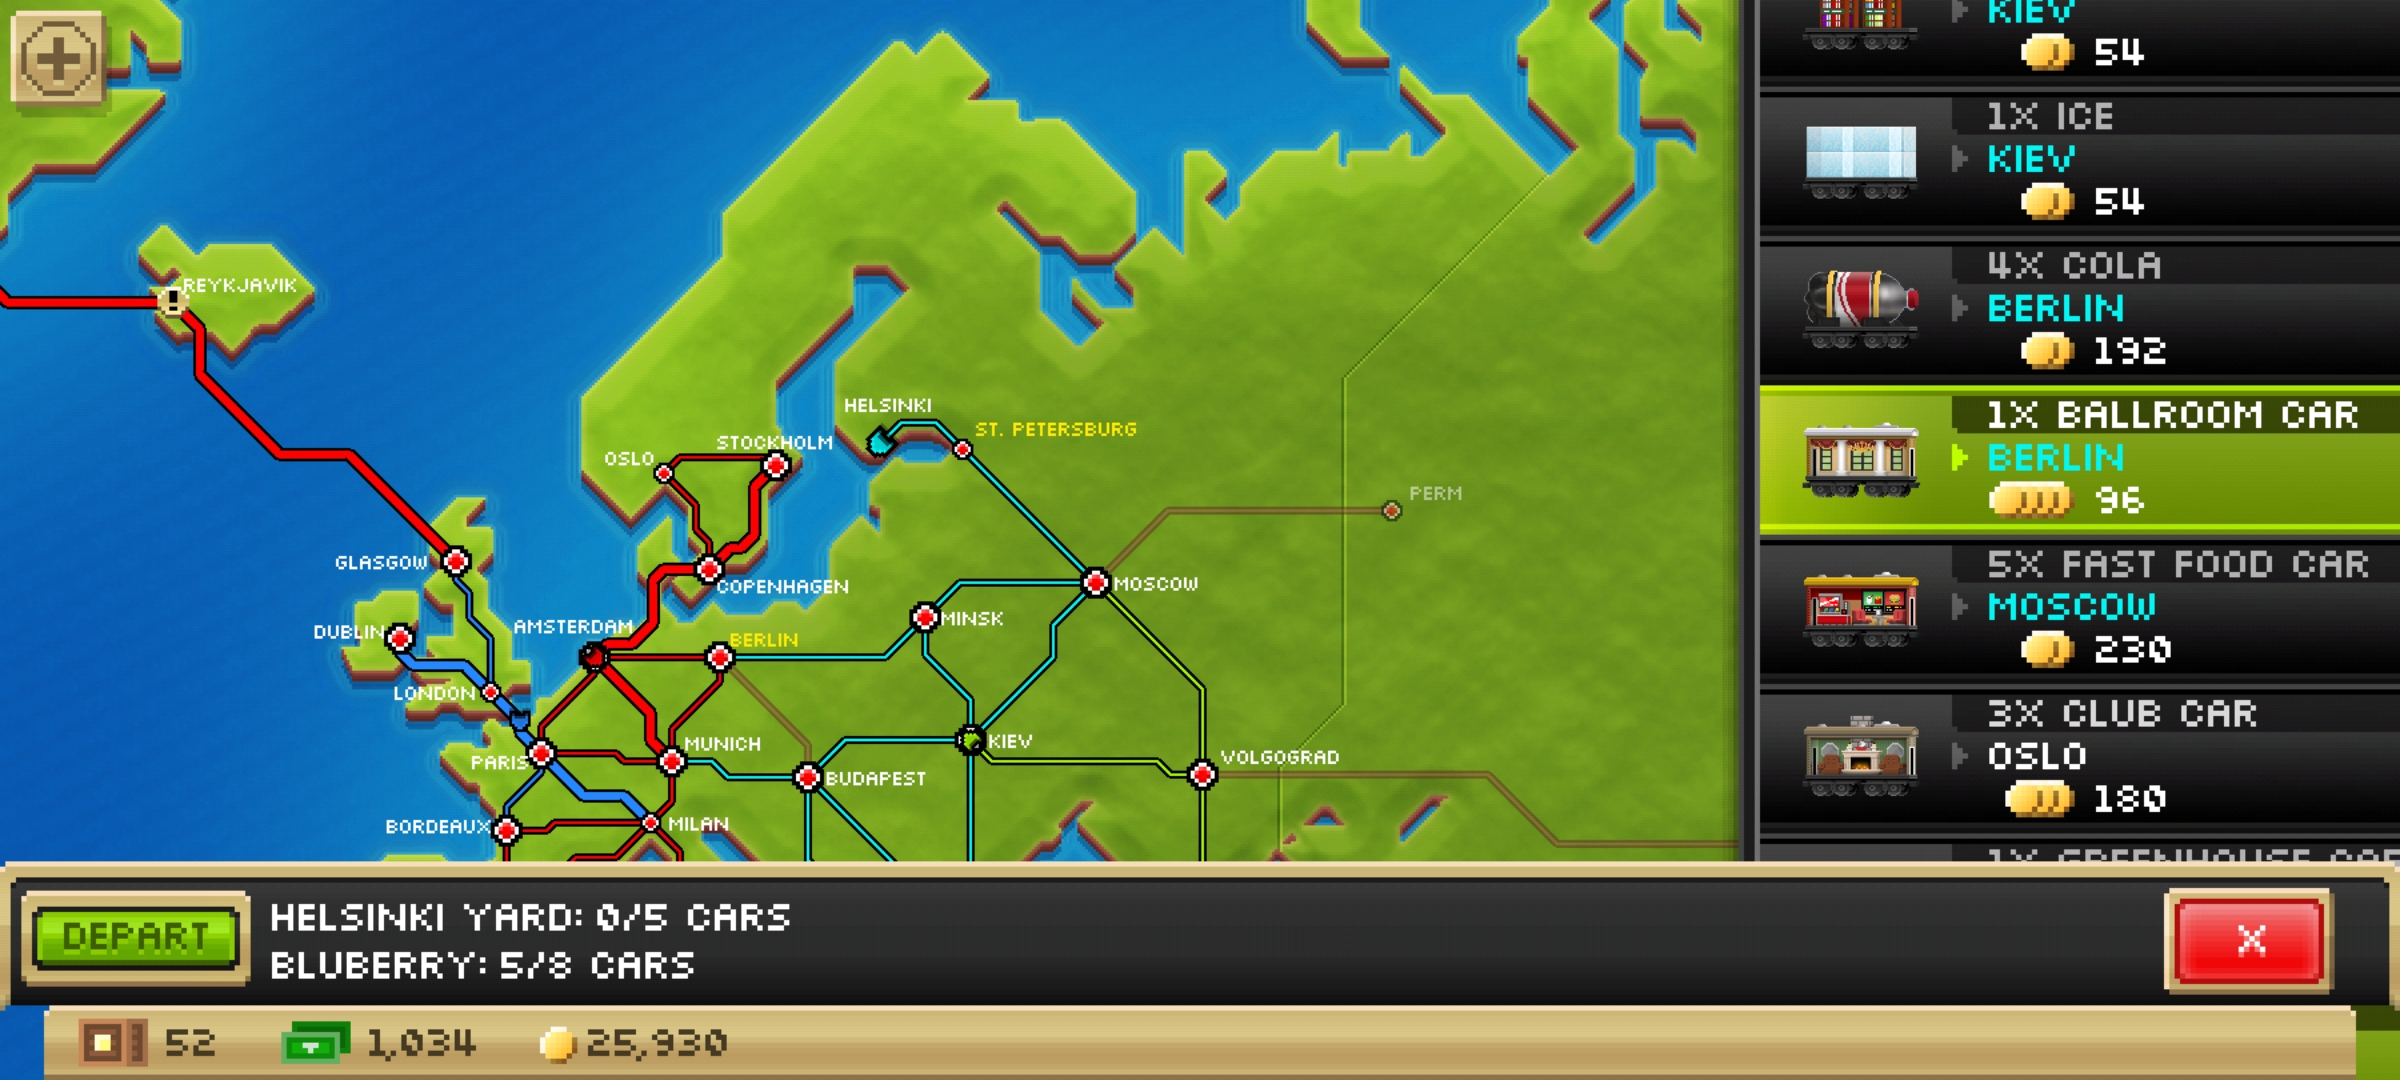 REYKJAVIK
HELSINKI
ST. PETERSBURG
STOCKHOLM
OSLO
PERM
GLASGOW
COPENHAGEN
MOSCOW
MINSK
DUBLIN
AMSTERDAM
BERLIN
LONDON
MUNICH
KIEV
PARIS
BUDAPEST
VOLGOGRAD
BORDEAUX
MILAN
KIEV
54
1X ICE
KIEV
54
4X COLA
BERLIN
192
1X BALLROOM CAR
BERLIN
96
5X FAST FOOD CAR
MOSCOW
230
3X CLUB CAR
OSLO
180
1X GREENHOUSE CAR
DEPART
HELSINKI YARD: 0/5 CARS
BLUBERRY: 5/8 CARS
X
52
1,034
25,930